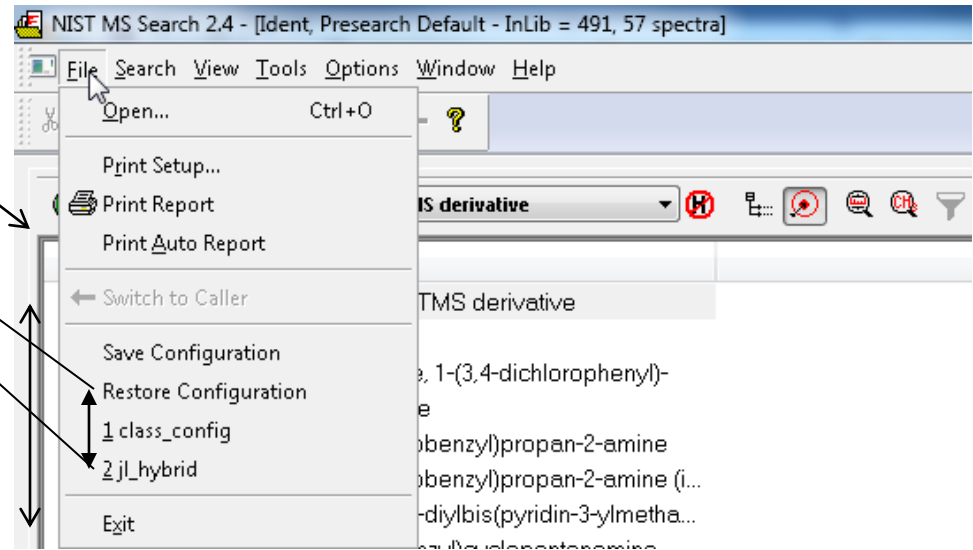 NIST MS Search 2.4 - [Ident, Presearch Default - InLib = 491, 57 spectra]
File Search View Tools Options Window Help
Open... Ctrl+O
Print Setup...
Print Report
IS derivative
Print Auto Report
Switch to Caller
TMS derivative
Save Configuration
e, 1-(3,4-dichlorophenyl)-
Restore Configuration
e
1 class_config
obenzyl)propan-2-amine
2 jl_hybrid
obenzyl)propan-2-amine (i...
-diylbis(pyridin-3-ylmetha...
Exit